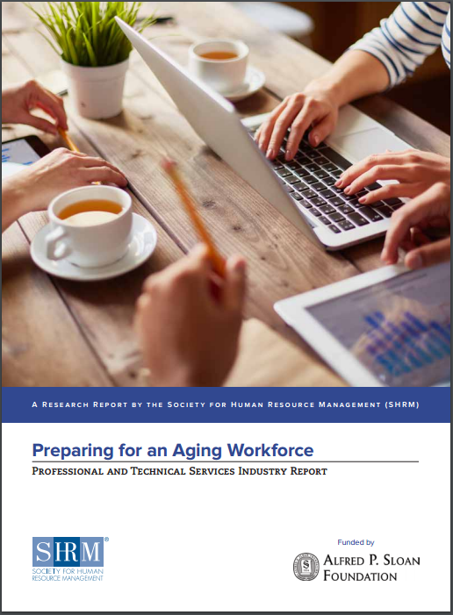 A Research Report by the Society for Human Resource Management (SHRM)
Preparing for an Aging Workforce
Professional and Technical Services Industry Report
SHRM®
SOCIETY FOR HUMAN
RESOURCE MANAGEMENT
Funded by
Alfred P. Sloan
Foundation